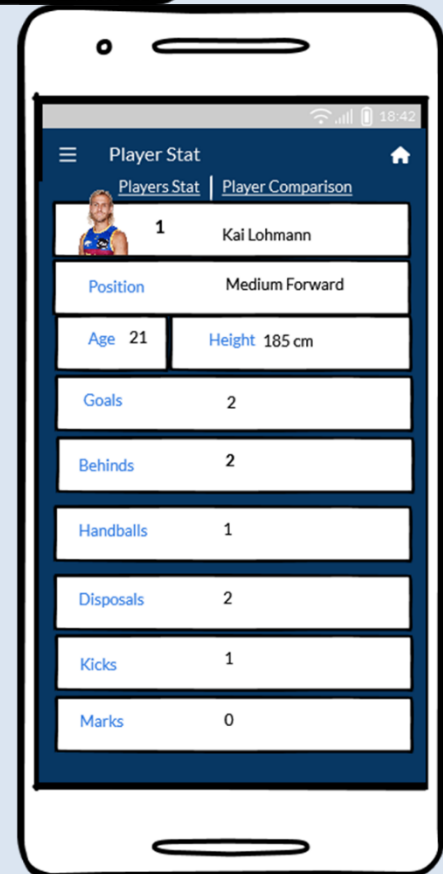 18:42
Player Stat
Players Stat | Player Comparison
1 Kai Lohmann
Position Medium Forward
Age 21 Height 185 cm
Goals 2
Behinds 2
Handballs 1
Disposals 2
Kicks 1
Marks 0